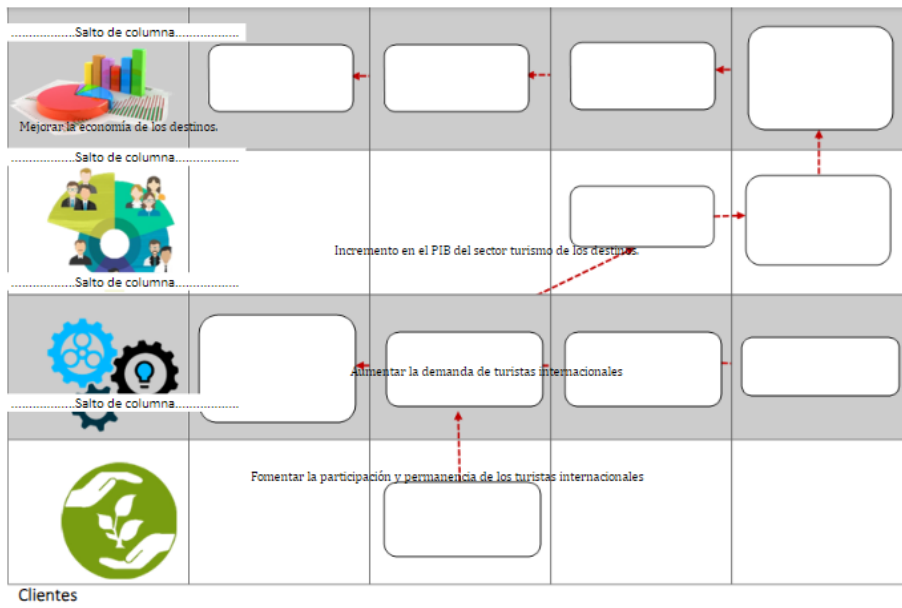 ....................Salto de columna....................
Mejorar la economía de los destinos.
....................Salto de columna....................
Incremento en el PIB del sector turismo de los destinos.
....................Salto de columna....................
Aumentar la demanda de turistas internacionales
....................Salto de columna....................
Fomentar la participación y permanencia de los turistas internacionales
Clientes